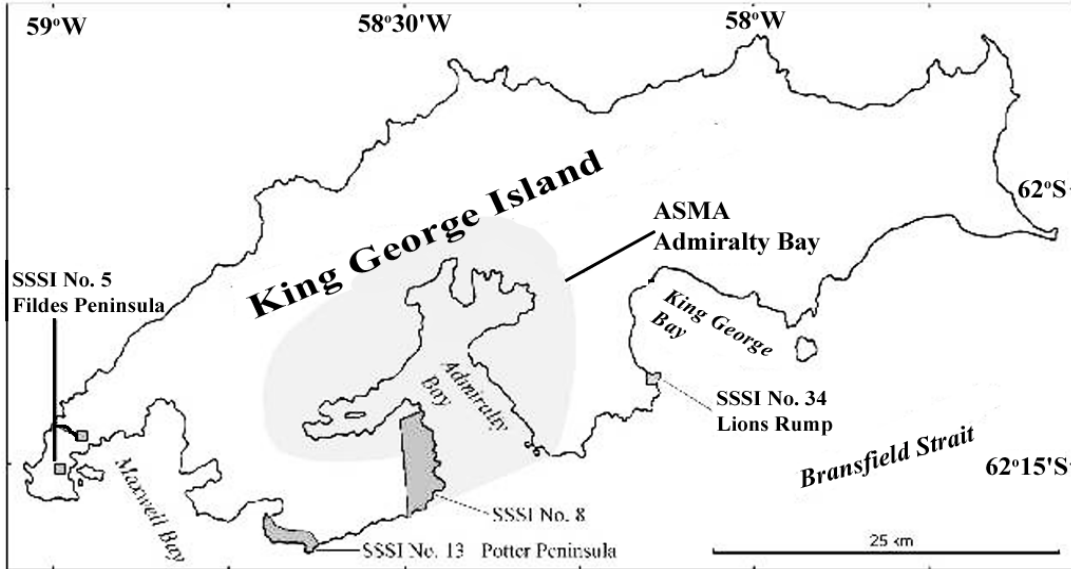 59°W
58°30'W
58°W
King George Island
62°S
ASMA
Admiralty Bay
SSSI No. 5
Fildes Peninsula
King George
Bay
Admiralty
Bay
SSSI No. 34
Lions Rump
Maxwell Bay
Bransfield Strait
62°15'S
SSSI No. 8
SSSI No. 13 Potter Peninsula
25 km